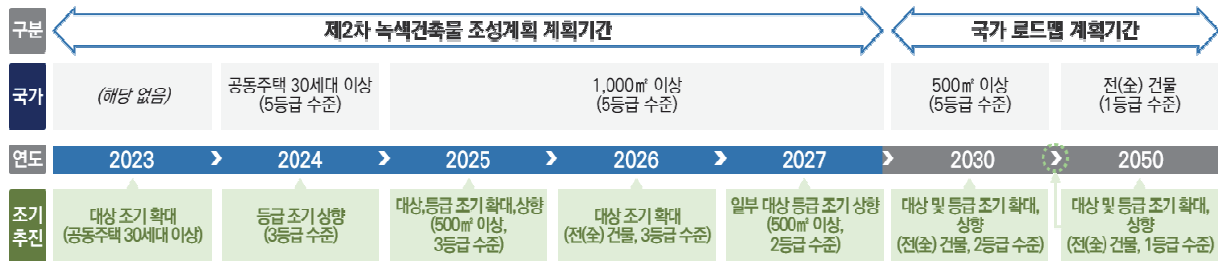 구분
제2차 녹색건축물 조성계획 계획기간
국가 로드맵 계획기간
국가
(해당 없음)
공동주택 30세대 이상
(5등급 수준)
1,000㎡ 이상
(5등급 수준)
500㎡ 이상
(5등급 수준)
전(全) 건물
(1등급 수준)
연도
2023
2024
2025
2026
2027
2030
2050
조기
추진
대상 조기 확대
(공동주택 30세대 이상)
등급 조기 상향
(3등급 수준)
대상,등급 조기 확대,상향
(500㎡ 이상,
3등급 수준)
대상 조기 확대
(전(全) 건물, 3등급 수준)
일부 대상 등급 조기 상향
(500㎡ 이상,
2등급 수준)
대상 및 등급 조기 확대,
상향
(전(全) 건물, 2등급 수준)
대상 및 등급 조기 확대,
상향
(전(全) 건물, 1등급 수준)